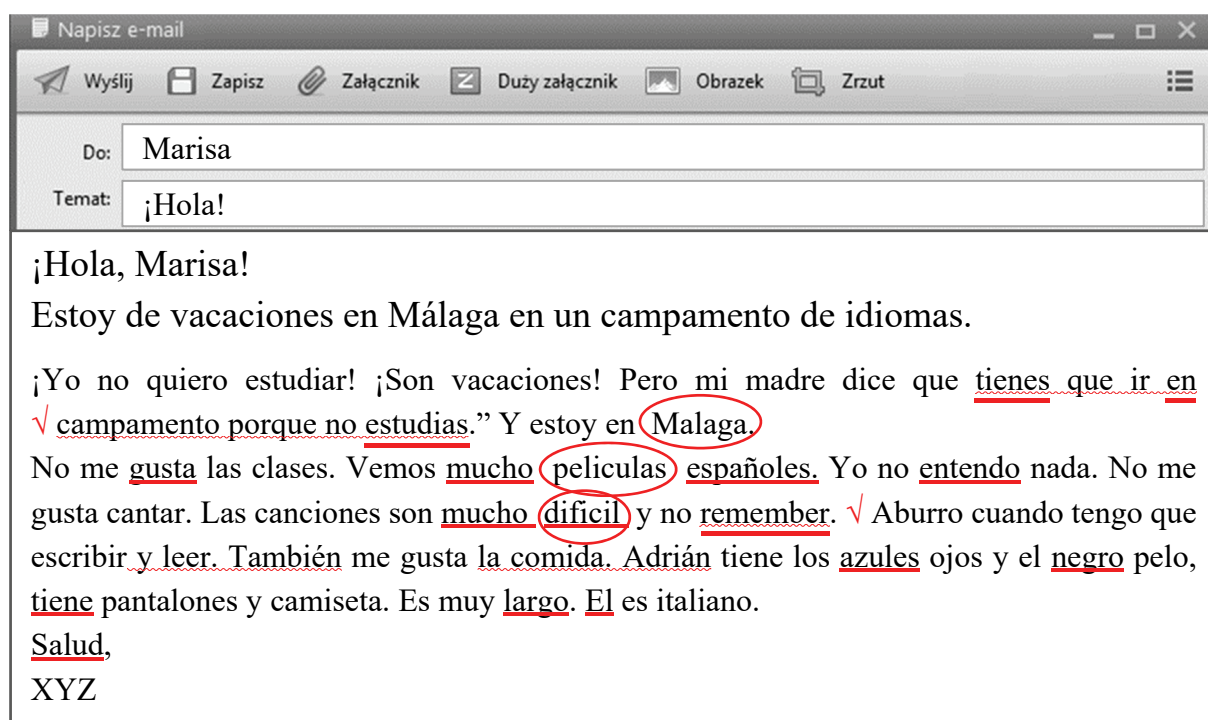 Napisz e-mail
Wyślij Zapisz Załącznik Duży załącznik Obrazek Zrzut
Do: Marisa
Temat: ¡Hola!
¡Hola, Marisa!
Estoy de vacaciones en Málaga en un campamento de idiomas.
¡Yo no quiero estudiar! ¡Son vacaciones! Pero mi madre dice que tienes que ir en
√ campamento porque no estudias.” Y estoy en Malaga.
No me gusta las clases. Vemos mucho peliculas españoles. Yo no entendo nada. No me
gusta cantar. Las canciones son mucho dificil y no remember. √ Aburro cuando tengo que
escribir y leer. También me gusta la comida. Adrián tiene los azules ojos y el negro pelo,
tiene pantalones y camiseta. Es muy largo. El es italiano.
Salud,
XYZ